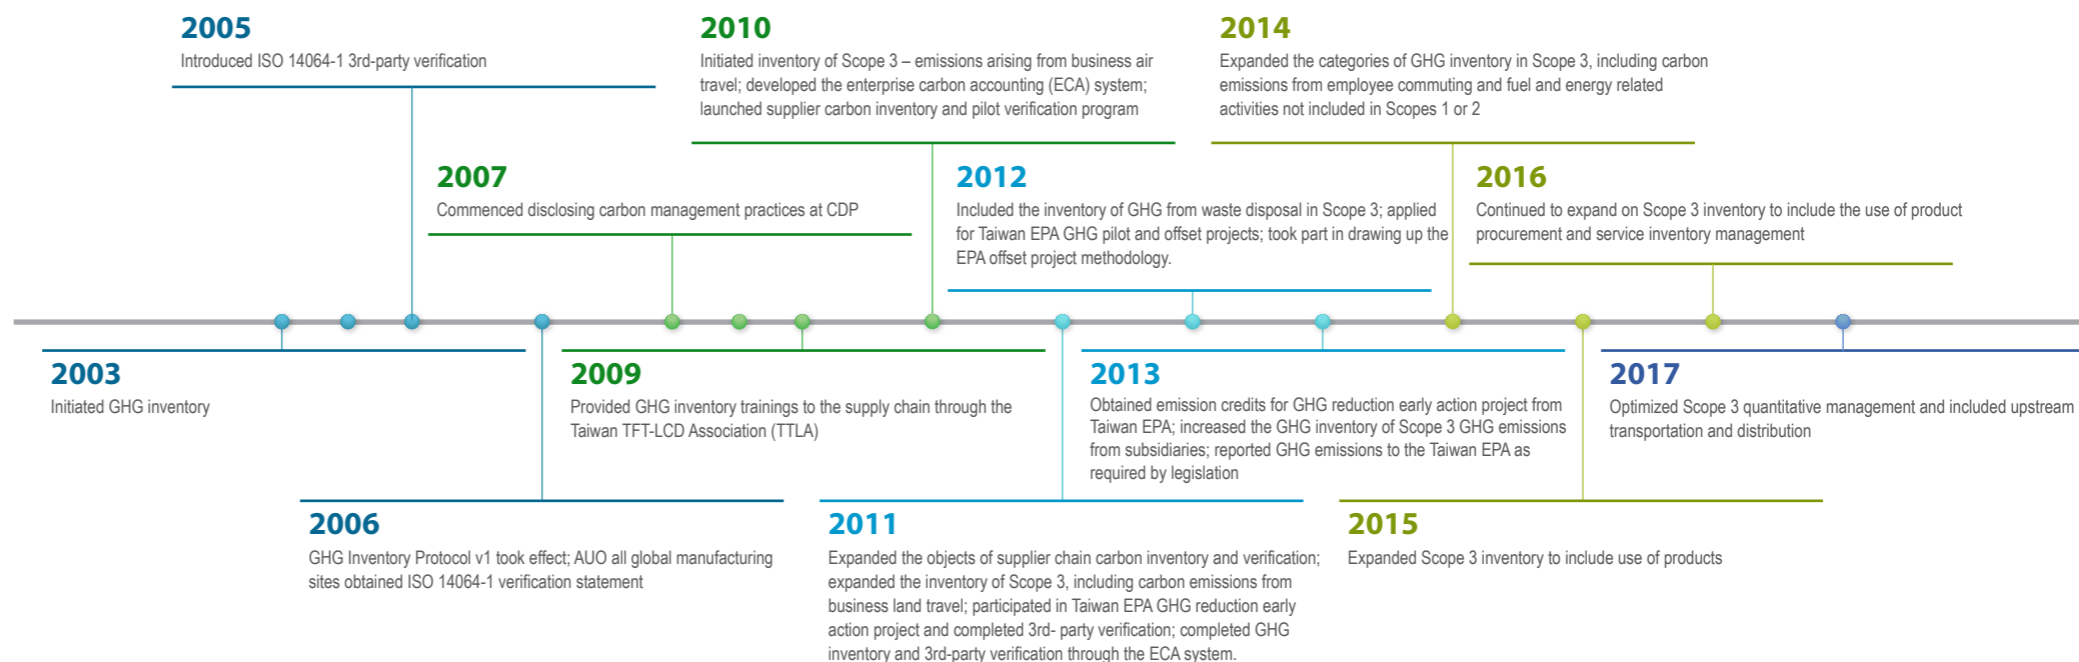 2005
Introduced ISO 14064-1 3rd-party verification
2010
Initiated inventory of Scope 3 – emissions arising from business air
travel; developed the enterprise carbon accounting (ECA) system;
launched supplier carbon inventory and pilot verification program
2014
Expanded the categories of GHG inventory in Scope 3, including carbon
emissions from employee commuting and fuel and energy related
activities not included in Scopes 1 or 2
2007
Commenced disclosing carbon management practices at CDP
2012
Included the inventory of GHG from waste disposal in Scope 3; applied
for Taiwan EPA GHG pilot and offset projects; took part in drawing up the
EPA offset project methodology.
2016
Continued to expand on Scope 3 inventory to include the use of product
procurement and service inventory management
2003
Initiated GHG inventory
2009
Provided GHG inventory trainings to the supply chain through the
Taiwan TFT-LCD Association (TTLA)
2013
Obtained emission credits for GHG reduction early action project from
Taiwan EPA; increased the GHG inventory of Scope 3 GHG emissions
from subsidiaries; reported GHG emissions to the Taiwan EPA as
required by legislation
2017
Optimized Scope 3 quantitative management and included upstream
transportation and distribution
2006
GHG Inventory Protocol v1 took effect; AUO all global manufacturing
sites obtained ISO 14064-1 verification statement
2011
Expanded the objects of supplier chain carbon inventory and verification;
expanded the inventory of Scope 3, including carbon emissions from
business land travel; participated in Taiwan EPA GHG reduction early
action project and completed 3rd- party verification; completed GHG
inventory and 3rd-party verification through the ECA system.
2015
Expanded Scope 3 inventory to include use of products